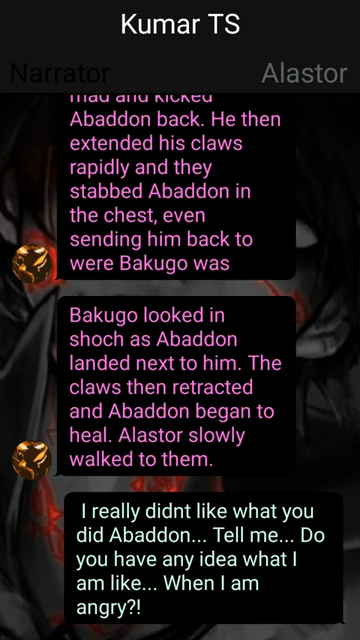 Kumar TS
Narrator
Alastor
mad and kicked
Abaddon back. He then
extended his claws
rapidly and they
stabbed Abaddon in
the chest, even
sending him back to
were Bakugo was
Bakugo looked in
shoch as Abaddon
landed next to him. The
claws then retracted
and Abaddon began to
heal. Alastor slowly
walked to them.
I really didnt like what you
did Abaddon... Tell me... Do
you have any idea what I
am like... When I am
angry?!